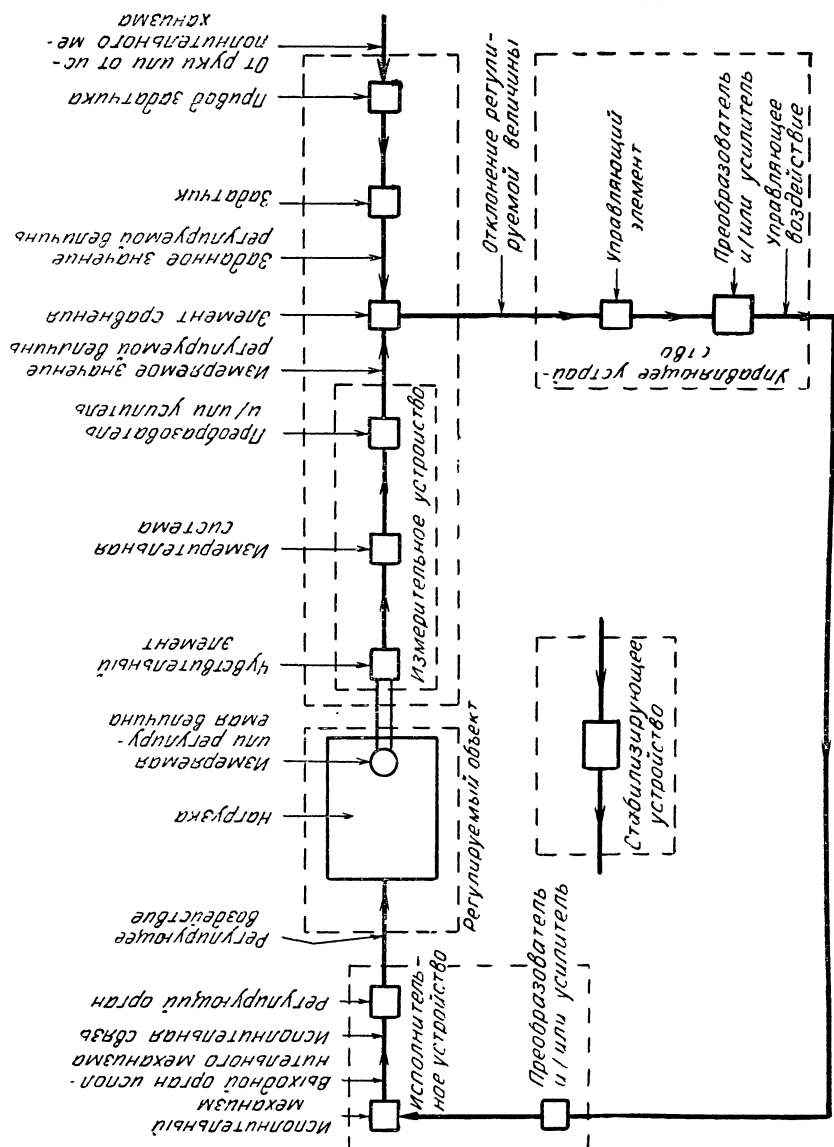 От руки или от ис-
полнительного ме-
ханизма
Привод задатчика
Задатчик
Заданное значение
регулируемой величины
Элемент сравнения
Измеряемое значение
регулируемой величины
Преобразователь
и/или усилитель
Измерительная
система
Чувствительный
элемент
Измеряемая
или регулиру-
емая величина
Нагрузка
Регулирующее
воздействие
Регулирующий орган
Исполнительная связь
Выходной орган испол-
нительного механизма
Исполнительный
механизм
Измерительное устройство
Регулируемый объект
Исполнитель-
ное устройство
Отклонение регули-
руемой величины
Управляющий
элемент
Преобразователь
и/или усилитель
Управляющее
воздействие
Управляющее устрой-
ство
Стабилизирующее
устройство
Преобразователь
и/или усилитель